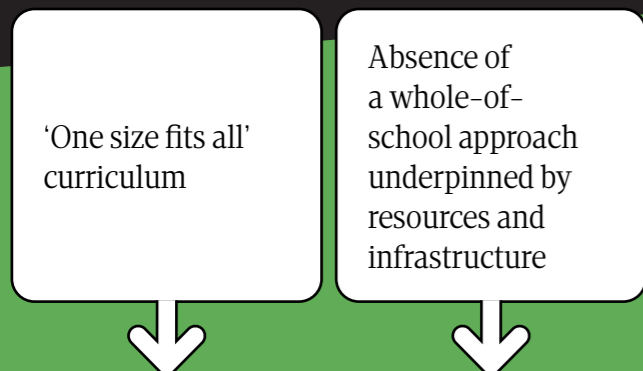 ‘One size fits all’
curriculum
Absence of
a whole-of-
school approach
underpinned by
resources and
infrastructure